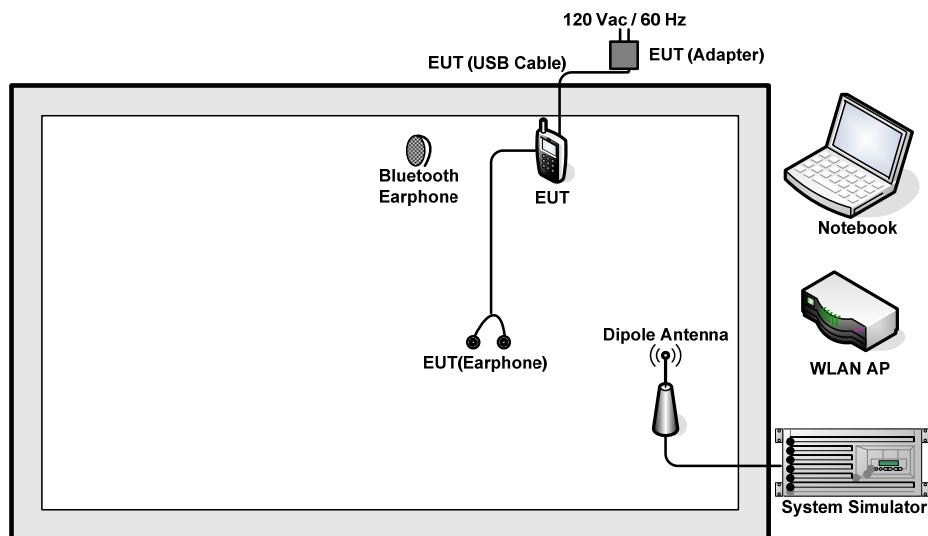 120 Vac / 60 Hz
EUT (USB Cable)
EUT (Adapter)
Bluetooth
Earphone
EUT
Notebook
EUT(Earphone)
Dipole Antenna
WLAN AP
System Simulator